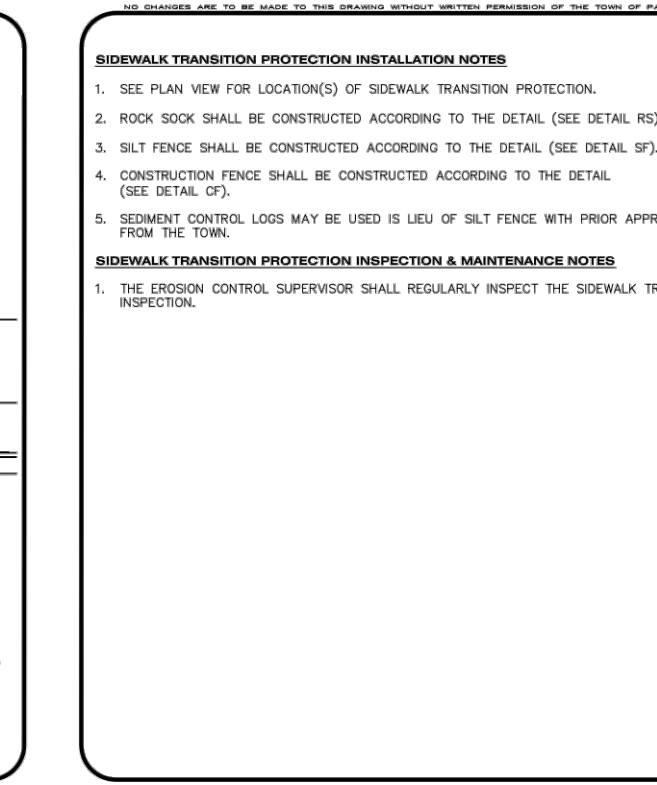 NO CHANGES ARE TO BE MADE TO THIS DRAWING WITHOUT WRITTEN PERMISSION OF THE TOWN OF
SIDEWALK TRANSITION PROTECTION INSTALLATION NOTES
1. SEE PLAN VIEW FOR LOCATION(S) OF SIDEWALK TRANSITION PROTECTION.
2. ROCK SOCK SHALL BE CONSTRUCTED ACCORDING TO THE DETAIL (SEE DETAIL RS)
3. SILT FENCE SHALL BE CONSTRUCTED ACCORDING TO THE DETAIL (SEE DETAIL SF).
4. CONSTRUCTION FENCE SHALL BE CONSTRUCTED ACCORDING TO THE DETAIL
(SEE DETAIL CF).
5. SEDIMENT CONTROL LOGS MAY BE USED IS LIEU OF SILT FENCE WITH PRIOR APPR
FROM THE TOWN.
SIDEWALK TRANSITION PROTECTION INSPECTION & MAINTENANCE NOTES
1. THE EROSION CONTROL SUPERVISOR SHALL REGULARLY INSPECT THE SIDEWALK TR
INSPECTION.